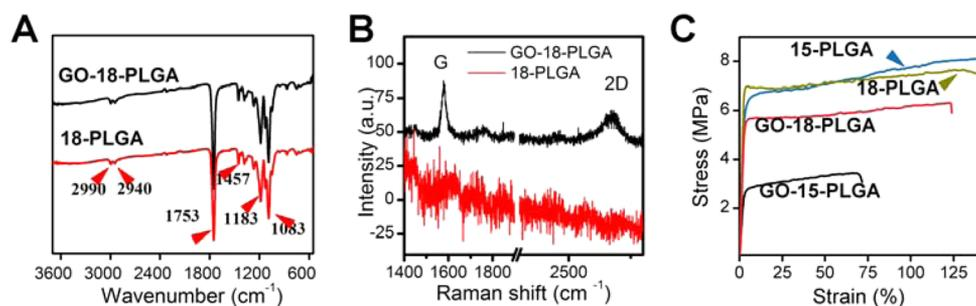 A
GO-18-PLGA
18-PLGA
2990
2940
1753
1457
1183
1083
3600 3000 2400 1800 1200 600
Wavenumber (cm⁻¹)
B
GO-18-PLGA
18-PLGA
G
2D
100
75
50
25
0
-25
Intensity (a.u.)
1400 1600 1800 2500
Raman shift (cm⁻¹)
C
15-PLGA
18-PLGA
GO-18-PLGA
GO-15-PLGA
8
6
4
2
Stress (MPa)
0 25 50 75 100 125
Strain (%)